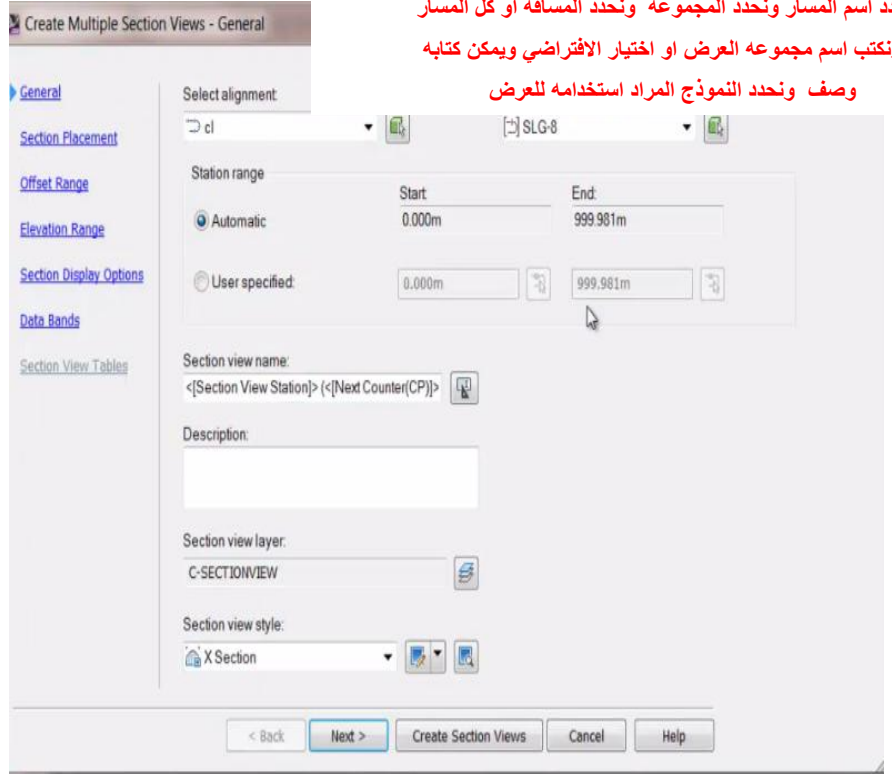 اسم المسار ونحدد المجموعة ونحدد المسافة او كل المسار
اسم مجموعه العرض او اختيار الافتراضي ويمكن كتابه
وصف ونحدد النموذج المراد استخدامه للعرض
Create Multiple Section Views - General
General
Section Placement
Offset Range
Elevation Range
Section Display Options
Data Bands
Section View Tables
Select alignment:
cl SLG-8
Station range
Start: End:
Automatic 0.000m 999.981m
User specified: 0.000m 999.981m
Section view name:
<[Section View Station]> (<[Next Counter(CP)]>
Description:
Section view layer:
C-SECTIONVIEW
Section view style:
X Section
< Back Next > Create Section Views Cancel Help